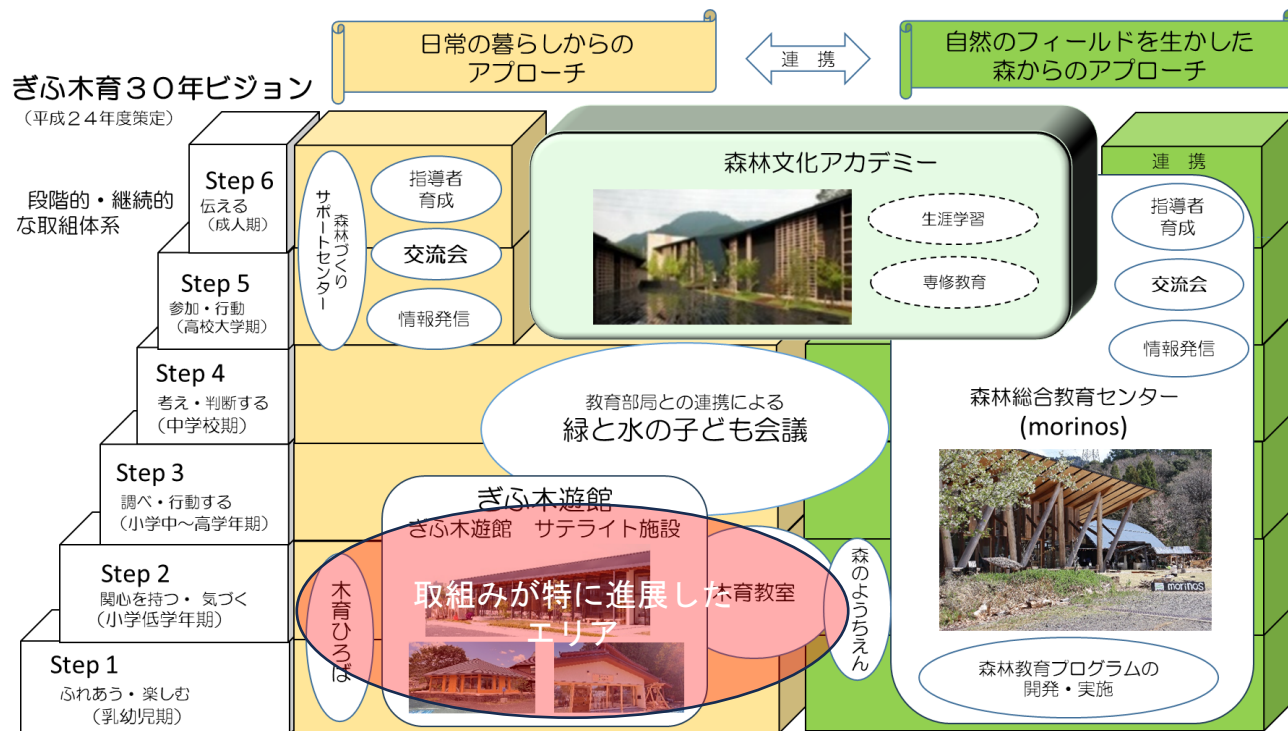 日常の暮らしからの
アプローチ
連　携
自然のフィールドを生かした
森からのアプローチ
ぎふ木育３０年ビジョン
（平成２４年度策定）
段階的・継続的
な取組体系
Step 6
伝える
（成人期）
Step 5
参加・行動
（高校大学期）
Step 4
考え・判断する
（中学校期）
Step 3
調べ・行動する
（小学中～高学年期）
Step 2
関心を持つ・ 気づく
（小学低学年期）
Step 1
ふれあう・楽しむ
（乳幼児期）
森林づくり
サポートセンター
指導者
育成
交流会
情報発信
森林文化アカデミー
生涯学習
専修教育
連　携
指導者
育成
交流会
情報発信
教育部局との連携による
緑と水の子ども会議
森林総合教育センター
(morinos)
morinos
森林教育プログラムの
開発・実施
ぎふ木遊館
ぎふ木遊館　サテライト施設
取組みが特に進展した
エリア
木育ひろば
木育教室
森のようちえん